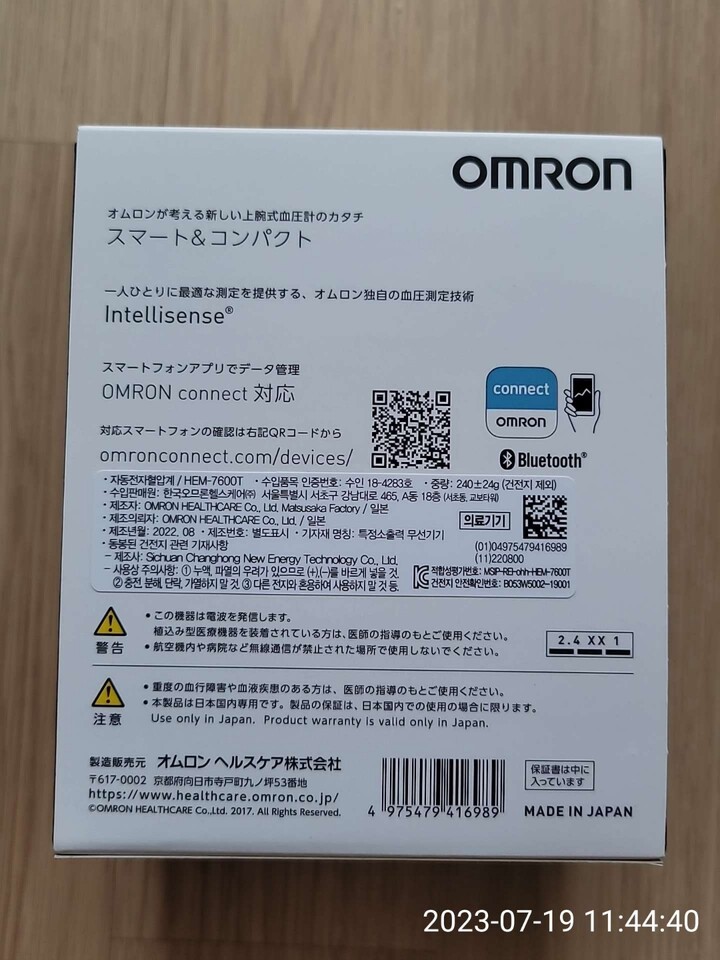 OMRON
オムロンが考える新しい上腕式血圧計のカタチ
スマート&コンパクト
一人ひとりに最適な測定を提供する、オムロン独自の血圧測定技術
Intellisense®
スマートフォンアプリでデータ管理
OMRON connect 対応
対応スマートフォンの確認は右記QRコードから
omronconnect.com/devices/
connect
OMRON
Bluetooth®
・자동전자혈압계 / HEM-7600T ・수입품목 인증번호: 수인 18-4283호 ・중량: 240±24g (건전지 제외)
・수입판매원: 한국오므론헬스케어㈜ 서울특별시 서초구 강남대로 465, A동 18층 (서초동, 교보타워)
・제조자: OMRON HEALTHCARE Co., Ltd. Matsusaka Factory / 일본
・제조의뢰자: OMRON HEALTHCARE Co., Ltd. / 일본
・제조년월: 2022. 08 ・제조번호: 별도표시 ・기자재 명칭: 특정소출력 무선기기
・동봉된 건전지 관련 기재사항
– 제조사: Sichuan Changhong New Energy Technology Co., Ltd.
– 사용상 주의사항: ① 누액, 파열의 우려가 있으므로 (+),(–)를 바르게 넣을 것.
② 충전, 분해, 단락, 가열하지 말 것. ③ 다른 전지와 혼용하여 사용하지 말 것 등.
의료기기
(01)04975479416989
(11)220800
적합성평가번호: MSIP-REI-ohh-HEM-7600T
건전지 안전확인번호: B053W5002-19001
警告
• この機器は電波を発信します。
植込み型医療機器を装着されている方は、医師の指導のもとご使用ください。
• 航空機内や病院など無線通信が禁止された場所で使用しないでください。
2.4 XX 1
注意
• 重度の血行障害や血液疾患のある方は、医師の指導のもとご使用ください。
• 本製品は日本国内専用です。製品の保証は、日本国内での使用の場合に限ります。
Use only in Japan. Product warranty is valid only in Japan.
製造販売元 オムロン ヘルスケア株式会社
〒617-0002 京都府向日市寺戸町九ノ坪53番地
https://www.healthcare.omron.co.jp/
©OMRON HEALTHCARE Co.,Ltd. 2017. All Rights Reserved.
4 975479 416989
保証書は中に
入っています
MADE IN JAPAN
2023-07-19 11:44:40